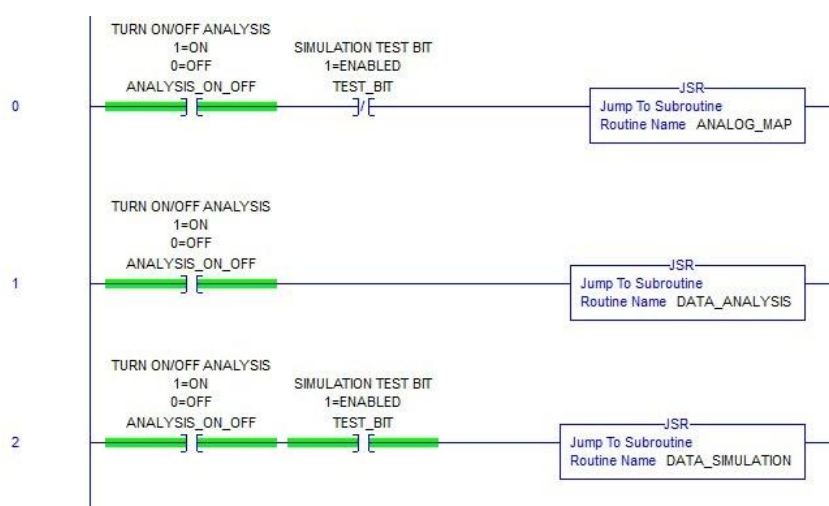 TURN ON/OFF ANALYSIS
1=ON
0=OFF
ANALYSIS_ON_OFF
SIMULATION TEST BIT
1=ENABLED
TEST_BIT
0
JSR
Jump To Subroutine
Routine Name ANALOG_MAP
TURN ON/OFF ANALYSIS
1=ON
0=OFF
ANALYSIS_ON_OFF
1
JSR
Jump To Subroutine
Routine Name DATA_ANALYSIS
TURN ON/OFF ANALYSIS
1=ON
0=OFF
ANALYSIS_ON_OFF
SIMULATION TEST BIT
1=ENABLED
TEST_BIT
2
JSR
Jump To Subroutine
Routine Name DATA_SIMULATION